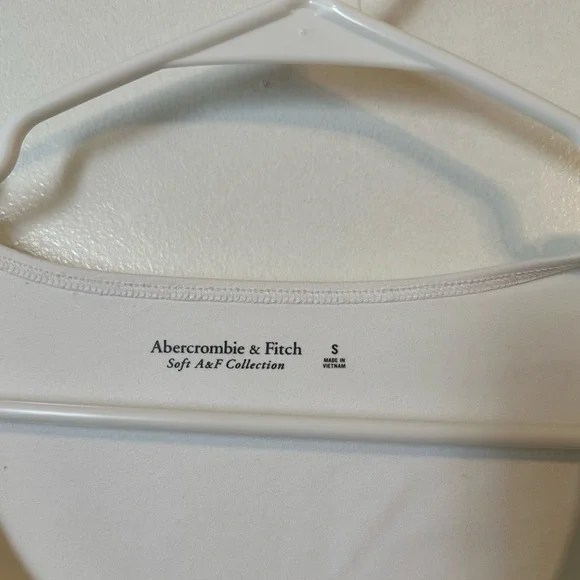 Abercrombie & Fitch
Soft A&F Collection
S
MADE IN
VIETNAM